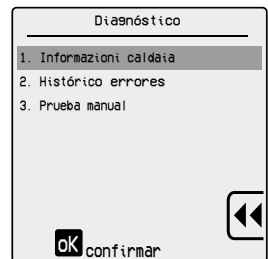 Diagnóstico
1. Informazioni caldaia
2. Histórico errores
3. Prueba manual
oK confirmar